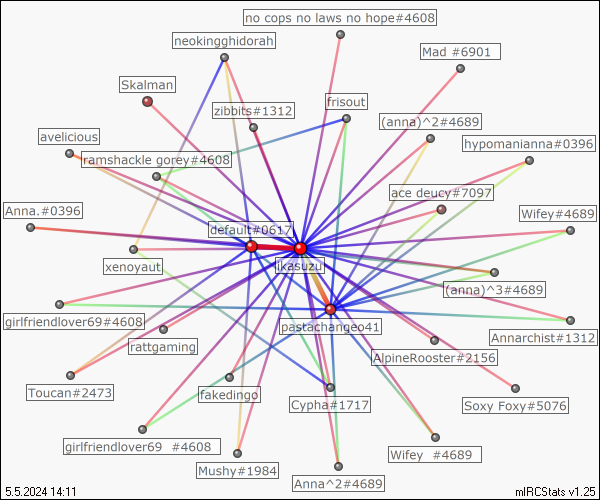 no cops no laws no hope#4608
neokingghidorah
Mad #6901
Skalman
zibbits#1312
frisout
(anna)^2#4689
avelicious
ramshackle gorey#4608
hypomanianna#0396
ace deucy#7097
Anna.#0396
Wifey#4689
default#0617
ikasuzu
xenoyaut
(anna)^3#4689
girlfriendlover69#4608
pastachangeo41
Annarchist#1312
rattgaming
AlpineRooster#2156
Toucan#2473
fakedingo
Cypha#1717
Soxy Foxy#5076
girlfriendlover69 #4608
Wifey #4689
Mushy#1984
Anna^2#4689
5.5.2024 14:11
mIRCStats v1.25